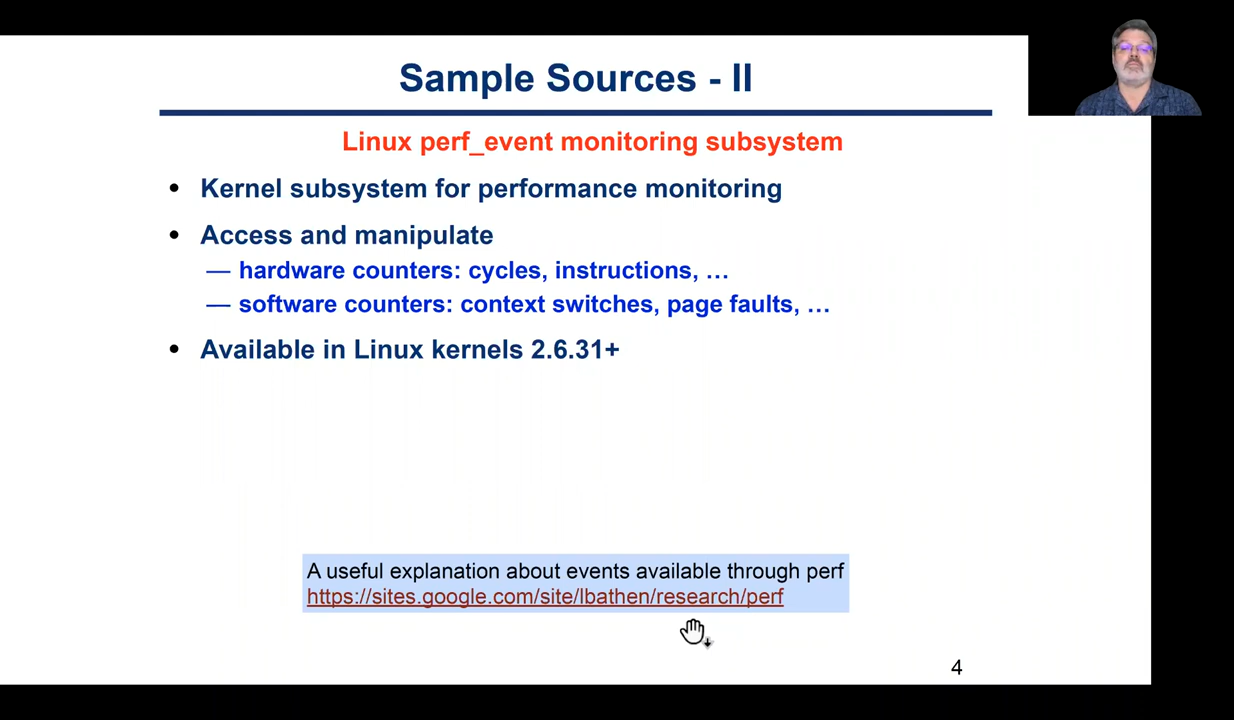 Sample Sources - II
Linux perf_event monitoring subsystem
• Kernel subsystem for performance monitoring
• Access and manipulate
— hardware counters: cycles, instructions, …
— software counters: context switches, page faults, …
• Available in Linux kernels 2.6.31+
A useful explanation about events available through perf
https://sites.google.com/site/lbathen/research/perf
4